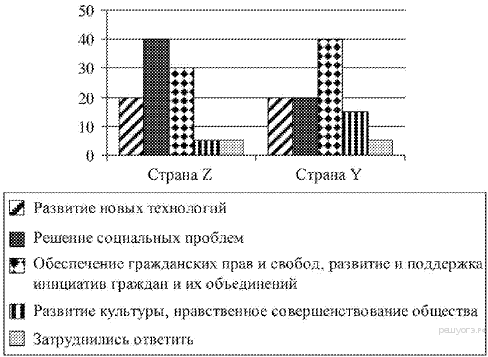 50
40
30
20
10
0
Страна Z Страна Y
Развитие новых технологий
Решение социальных проблем
Обеспечение гражданских прав и свобод, развитие и поддержка
инициатив граждан и их объединений
Развитие культуры, нравственное совершенствование общества
Затруднились ответить